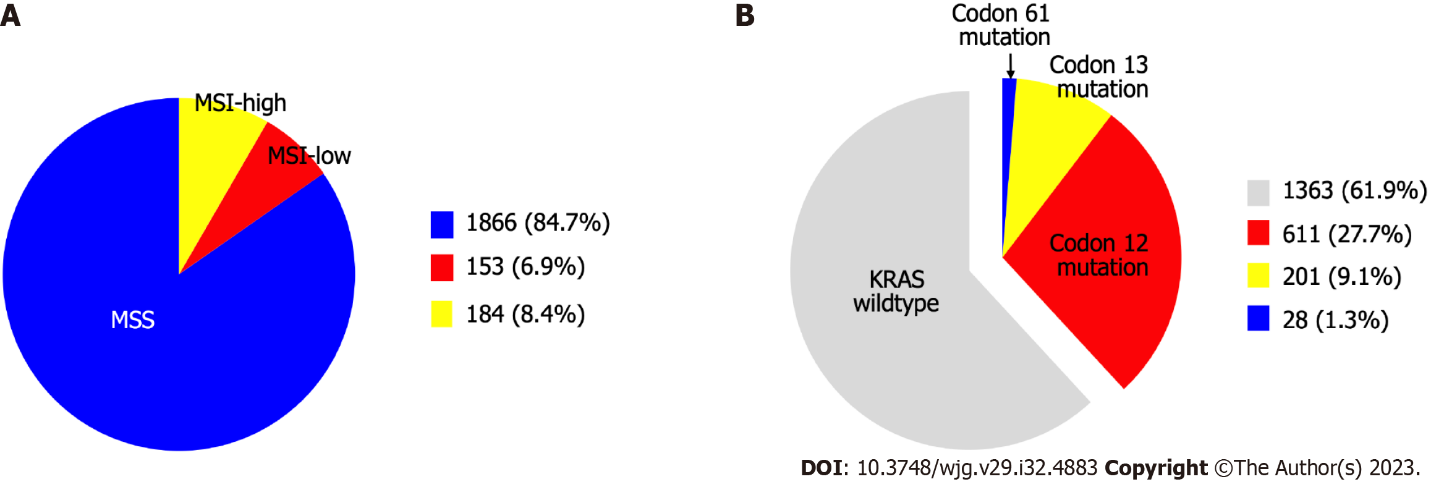 A
MSI-high
MSI-low
MSS
1866 (84.7%)
153 (6.9%)
184 (8.4%)
B
Codon 61
mutation
Codon 13
mutation
Codon 12
mutation
KRAS
wildtype
1363 (61.9%)
611 (27.7%)
201 (9.1%)
28 (1.3%)
DOI: 10.3748/wjg.v29.i32.4883 Copyright ©The Author(s) 2023.